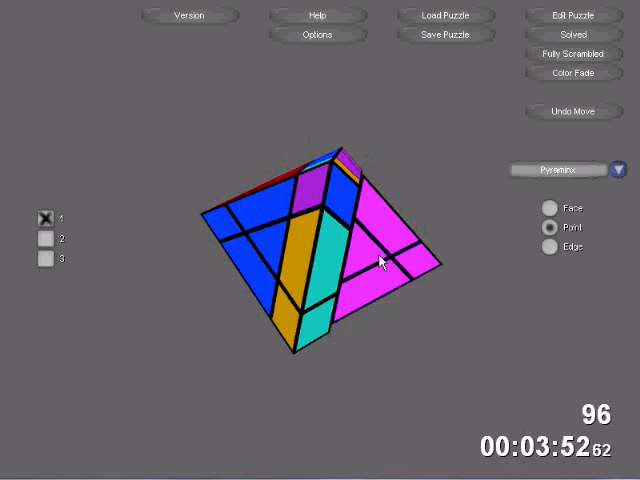 Version
Help
Load Puzzle
Edit Puzzle
Options
Save Puzzle
Solved
Fully Scrambled
Color Fade
Undo Move
Pyraminx
Face
Point
Edge
1
2
3
96
00:03:52 62